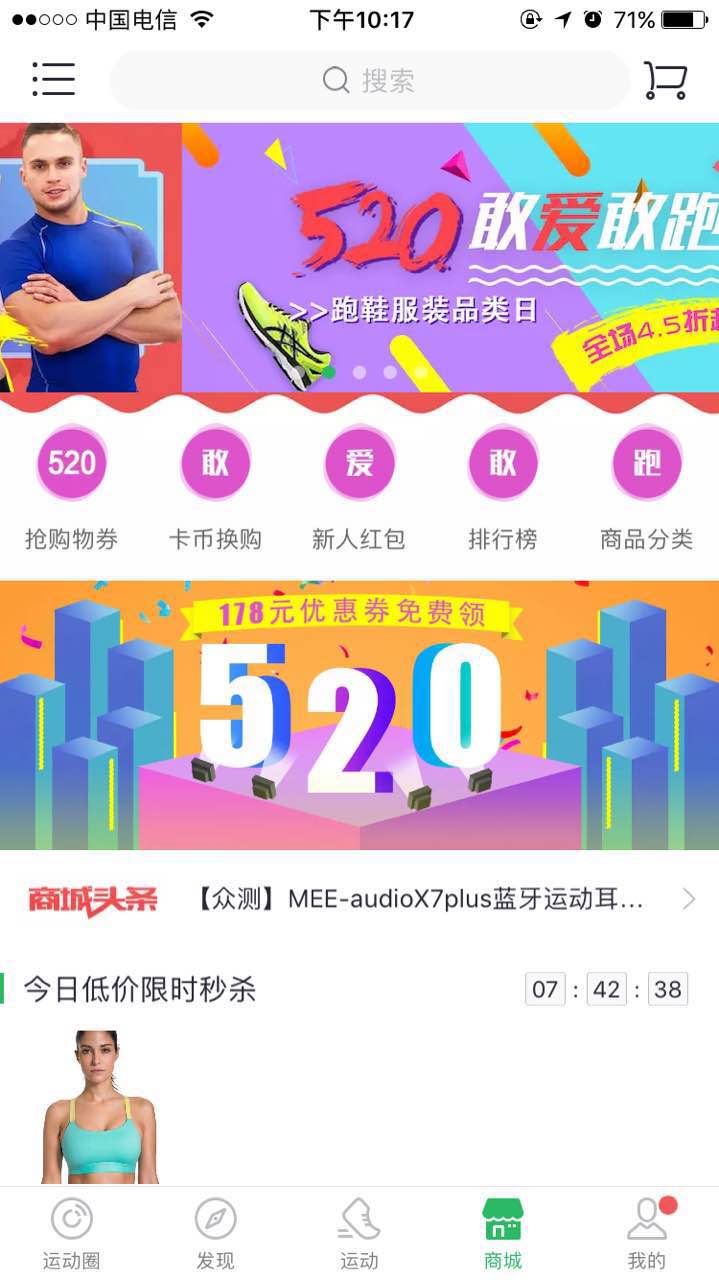 中国电信
下午10:17
71%
搜索
520敢爱敢跑
>>跑鞋服装品类日
全场4.5折起
520
敢
爱
敢
跑
抢购物券
卡币换购
新人红包
排行榜
商品分类
178元优惠券免费领
520
商城头条
【众测】MEE-audioX7plus蓝牙运动耳...
今日低价限时秒杀
07 : 42 : 38
运动圈
发现
运动
商城
我的